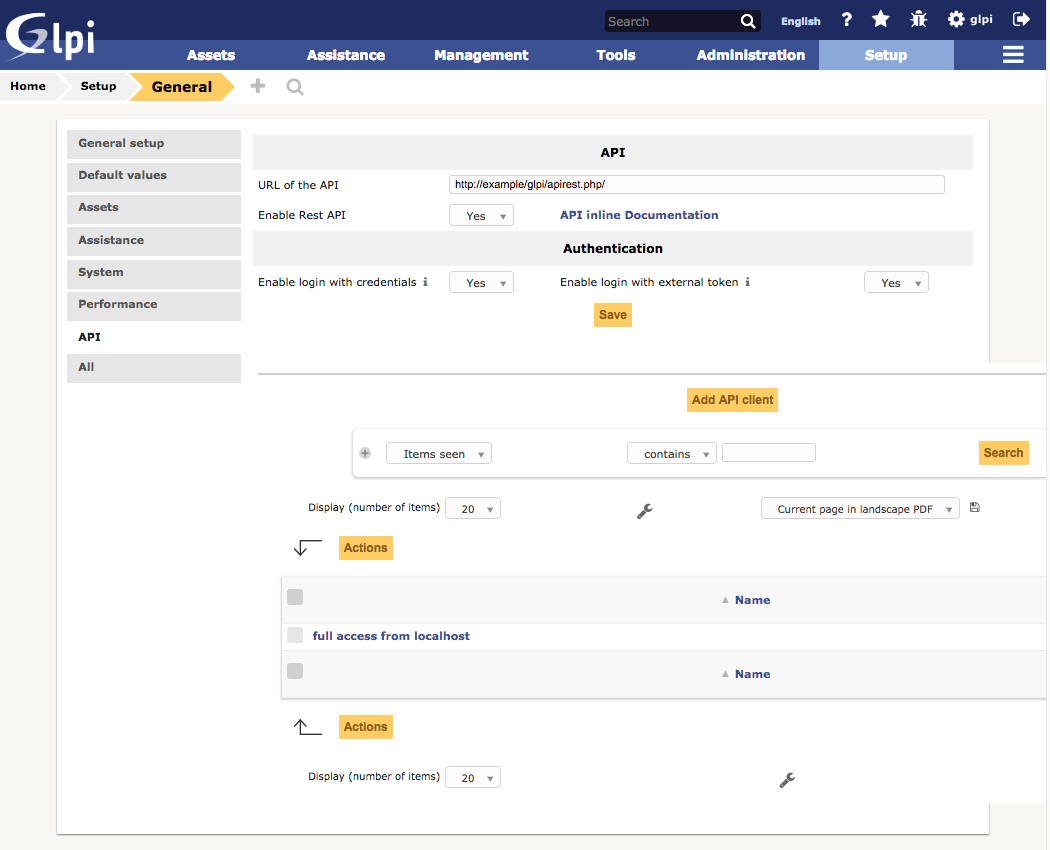 Glpi
Search English ? glpi
Assets Assistance Management Tools Administration Setup
Home Setup General
General setup
Default values
Assets
Assistance
System
Performance
API
All
API
URL of the API http://example/glpi/apirest.php/
Enable Rest API Yes API inline Documentation
Authentication
Enable login with credentials i Yes Enable login with external token i Yes
Save
Add API client
Items seen contains Search
Display (number of items) 20 Current page in landscape PDF
Actions
Name
full access from localhost
Name
Actions
Display (number of items) 20